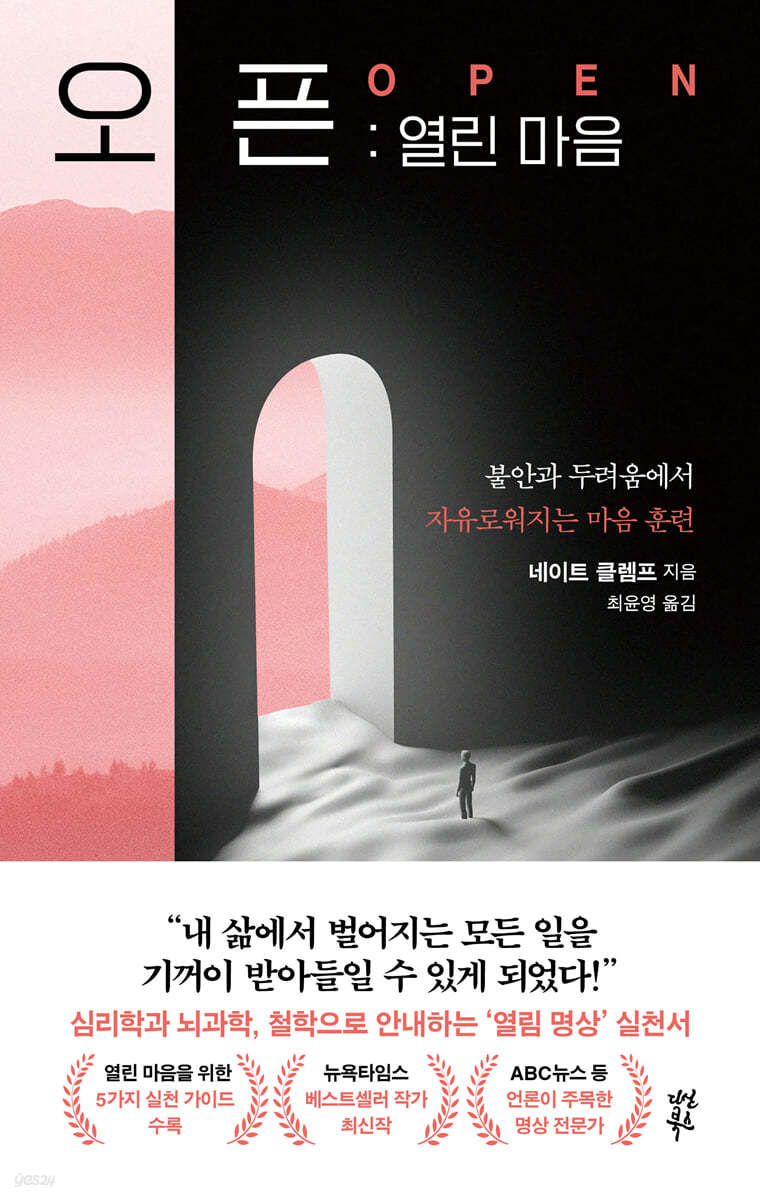 오픈 OPEN
: 열린 마음
불안과 두려움에서
자유로워지는 마음 훈련
네이트 클렘프 지음
최윤영 옮김
“내 삶에서 벌어지는 모든 일을
기꺼이 받아들일 수 있게 되었다!”
심리학과 뇌과학, 철학으로 안내하는 ‘열림 명상’ 실천서
열린 마음을 위한
5가지 실천 가이드
수록
뉴욕타임스
베스트셀러 작가
최신작
ABC뉴스 등
언론이 주목한
명상 전문가
다산
북스
yes24